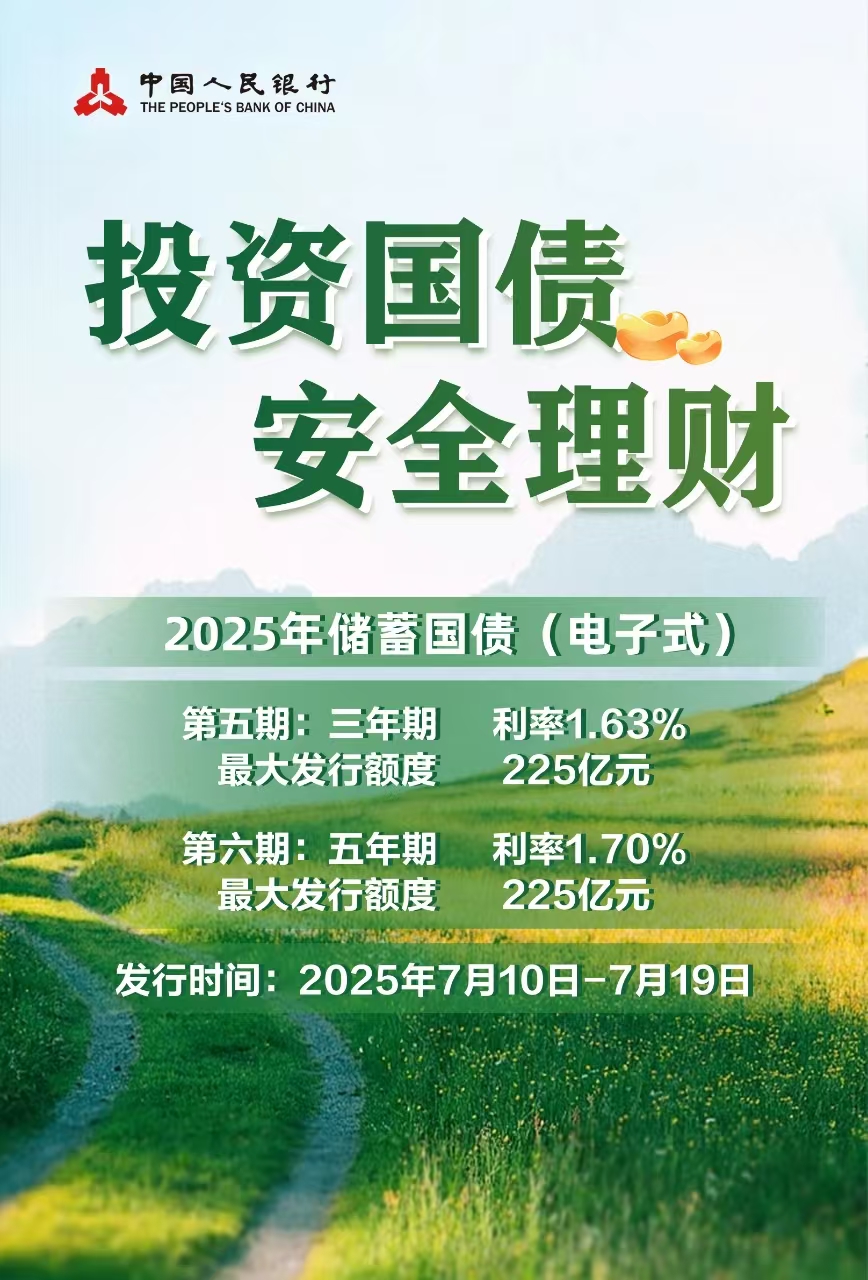 中国人民银行
THE PEOPLE'S BANK OF CHINA
投资国债
安全理财
2025年储蓄国债（电子式）
第五期：三年期 利率1.63%
最大发行额度 225亿元
第六期：五年期 利率1.70%
最大发行额度 225亿元
发行时间：2025年7月10日-7月19日